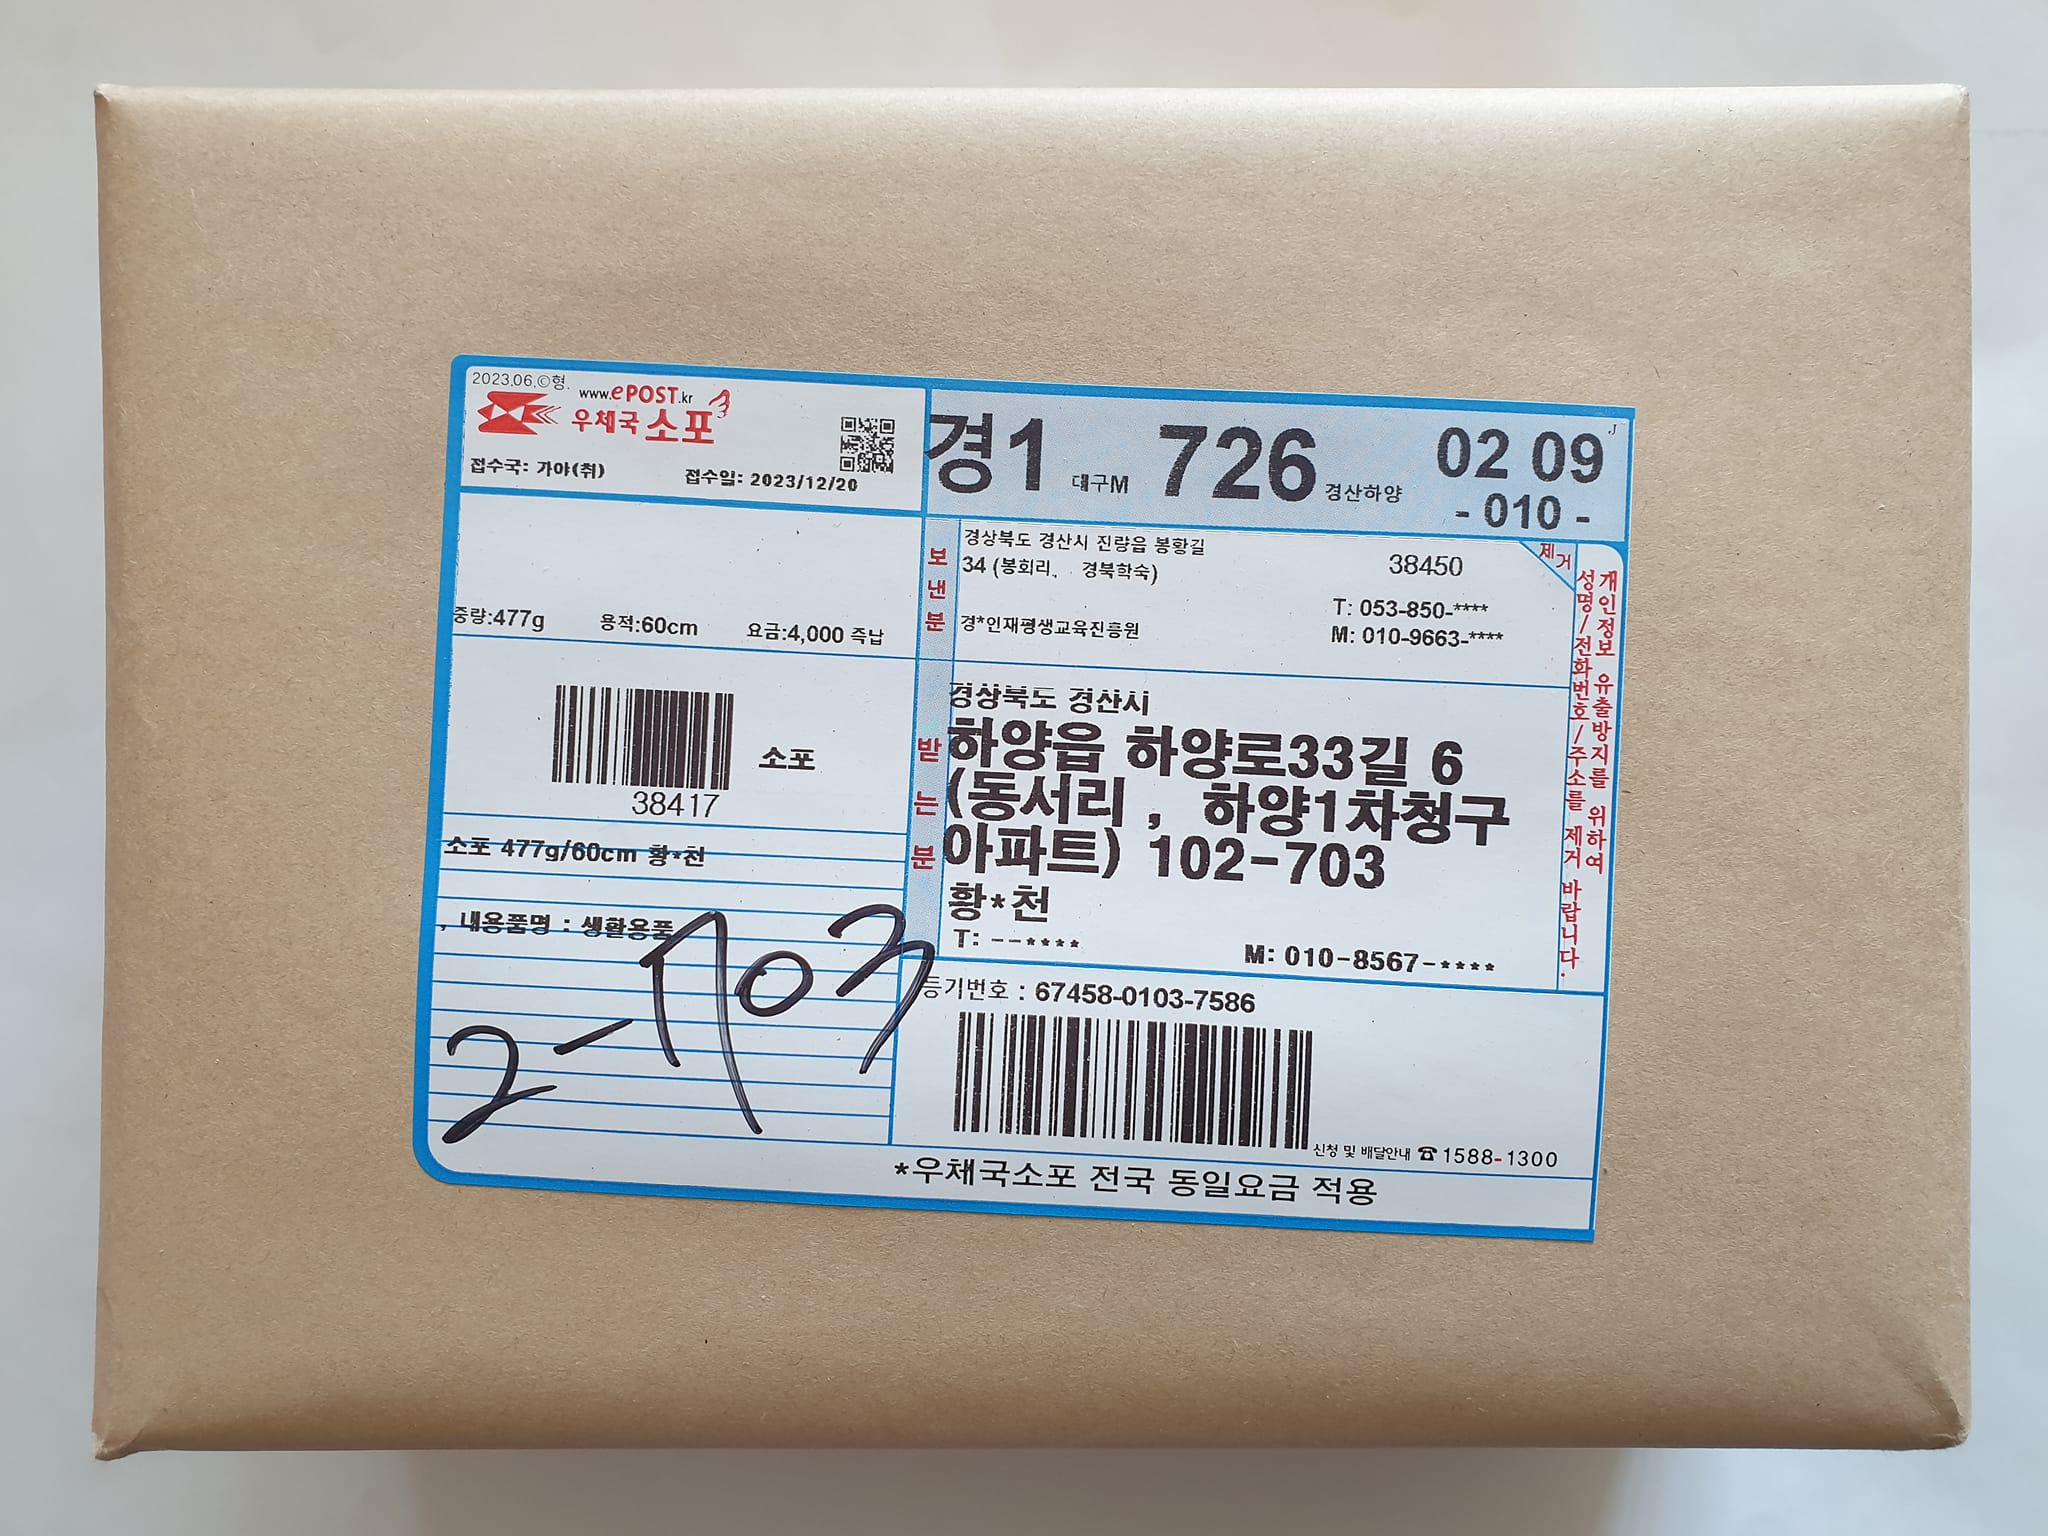 2023.06.©형.
www.ePOST.kr
우체국 소포
접수국: 가야(취)
접수일: 2023/12/20
경1 대구M 726 경산하양 02 09
- 010 -
중량:477g 용적:60cm 요금:4,000 즉납
38417
소포
소포 477g/60cm 황*천
, 내용품명 : 생활용품
2-703
보낸분
경상북도 경산시 진량읍 봉황길
34 (봉회리, 경북학숙)
38450
경*인재평생교육진흥원
T: 053-850-****
M: 010-9663-****
제거
개인정보 유출방지를 위하여
성명/전화번호/주소를 제거 바랍니다.
받는분
경상북도 경산시
하양읍 하양로33길 6
(동서리 , 하양1차청구
아파트) 102-703
황*천
T: --****
M: 010-8567-****
등기번호 : 67458-0103-7586
신청 및 배달안내 ☎1588-1300
*우체국소포 전국 동일요금 적용